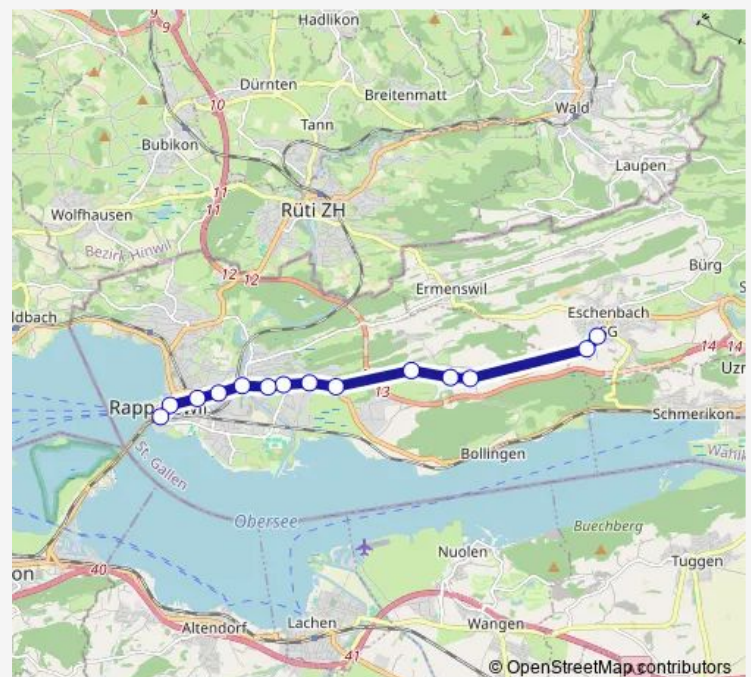 Hadlikon
9
9
Dürnten
10
Breitenmatt
Wald
Tann
Bubikon
Laupen
11
11
Rüti ZH
Wolfhausen
Bezirk Hinwil
Bürg
12
12
Ermenswil
Eschenbach
SG
14
14
13
Uzn
Rapp
wil
Schmerikon
Bollingen
St. Gallen
Obersee
Buechberg
Nuolen
Tuggen
on
40
Altendorf
Lachen
Wangen
41
© OpenStreetMap contributors